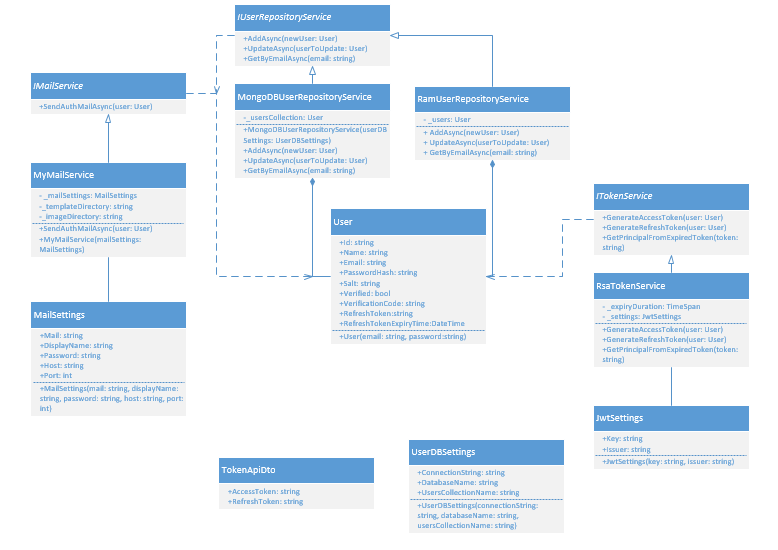 IUserRepositoryService
+AddAsync(newUser: User)
+UpdateAsync(userToUpdate: User)
+GetByEmailAsync(email: string)
IMailService
+SendAuthMailAsync(user: User)
MongoDBUserRepositoryService
- _usersCollection: User
+MongoDBUserRepositoryService(userDB
Settings: UserDBSettings)
+AddAsync(newUser: User)
+UpdateAsync(userToUpdate: User)
+GetByEmailAsync(email: string)
RamUserRepositoryService
- _users: User
+ AddAsync(newUser: User)
+ UpdateAsync(userToUpdate: User)
+ GetByEmailAsync(email: string)
MyMailService
- _mailSettings: MailSettings
- _templateDirectory: string
- _imageDirectory: string
+SendAuthMailAsync(user: User)
+MyMailService(mailSettings:
MailSettings)
ITokenService
+GenerateAccessToken(user: User)
+GenerateRefreshToken(user: User)
+GetPrincipalFromExpiredToken(token:
string)
User
+Id: string
+Name: string
+Email: string
+PasswordHash: string
+Salt: string
+Verified: bool
+VerificationCode: string
+RefreshToken:string
+RefreshTokenExpiryTime:DateTime
+User(email: string, password:string)
RsaTokenService
- _expiryDuration: TimeSpan
- _settings: JwtSettings
+GenerateAccessToken(user: User)
+GenerateRefreshToken(user: User)
+GetPrincipalFromExpiredToken(token:
string)
MailSettings
+Mail: string
+DisplayName: string
+Password: string
+Host: string
+Port: int
+MailSettings(mail: string, displayName:
string, password: string, host: string, port:
int)
JwtSettings
+Key: string
+Issuer: string
+JwtSettings(key: string, issuer: string)
TokenApiDto
+AccessToken: string
+RefreshToken: string
UserDBSettings
+ConnectionString: string
+DatabaseName: string
+UsersCollectionName: string
+UserDBSettings(connectionString:
string, databaseName: string,
usersCollectionName: string)